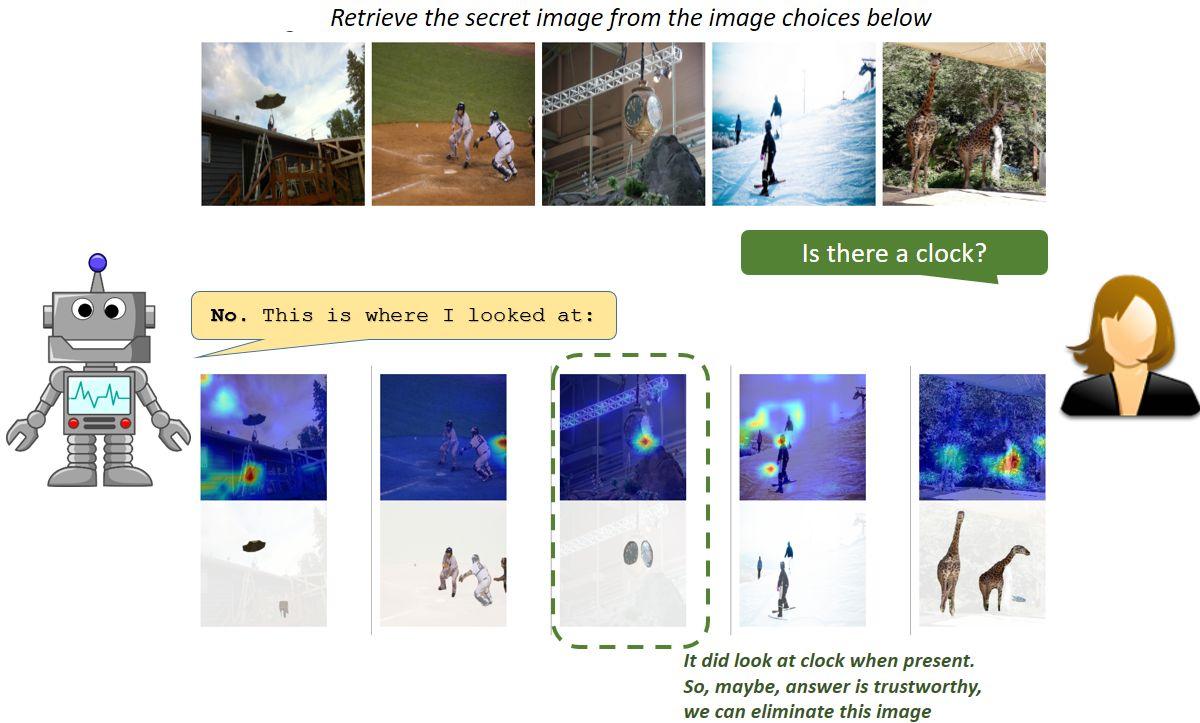 Retrieve the secret image from the image choices below
Is there a clock?
No. This is where I looked at:
It did look at clock when present.
So, maybe, answer is trustworthy,
we can eliminate this image